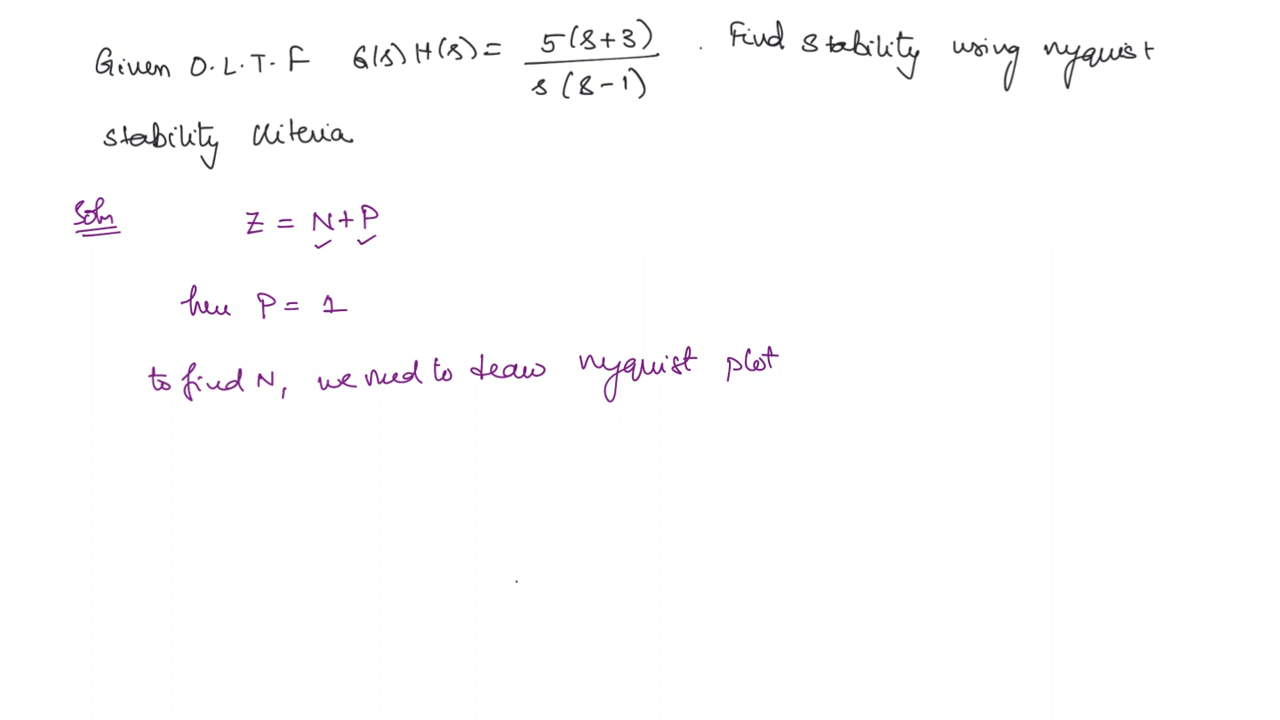 Given O.L.T.F G(s)H(s) = 5(s+3) / s(s-1) . Find stability using nyquist
stability criteria
Soln Z = N+P
here P = 1
to find N, we need to draw nyquist plot